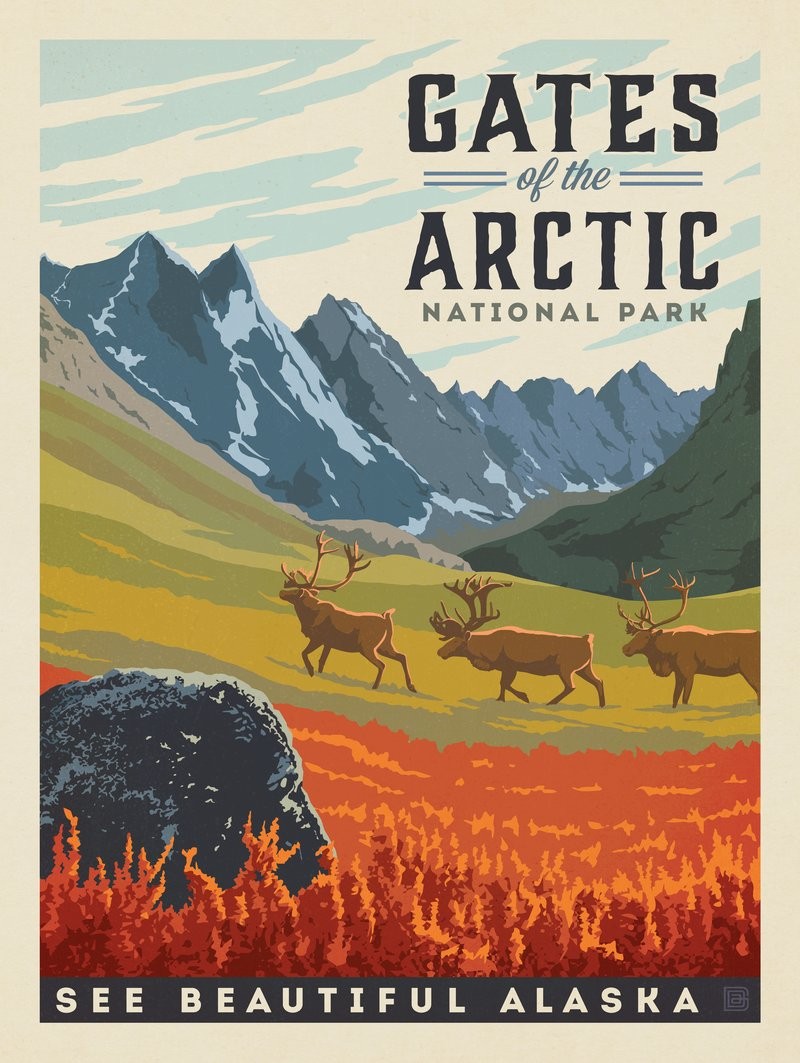 GATES
of the
ARCTIC
NATIONAL PARK
SEE BEAUTIFUL ALASKA